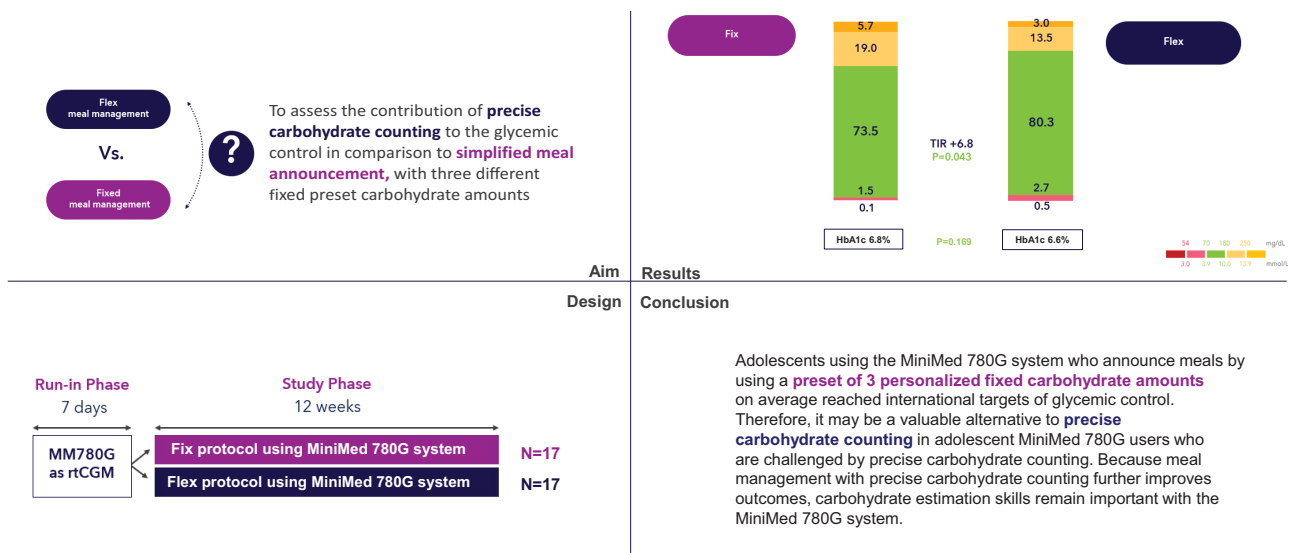 Flex
meal management
Vs.
Fixed
meal management
?
To assess the contribution of precise
carbohydrate counting to the glycemic
control in comparison to simplified meal
announcement, with three different
fixed preset carbohydrate amounts
Aim
Fix
5.7
19.0
73.5
1.5
0.1
HbA1c 6.8%
TIR +6.8
P=0.043
P=0.169
3.0
13.5
80.3
2.7
0.5
HbA1c 6.6%
Flex
54 70 180 250 mg/dL
3.0 3.9 10.0 13.9 mmol/L
Results
Design
Run-in Phase
7 days
Study Phase
12 weeks
MM780G
as rtCGM
Fix protocol using MiniMed 780G system
N=17
Flex protocol using MiniMed 780G system
N=17
Conclusion
Adolescents using the MiniMed 780G system who announce meals by
using a preset of 3 personalized fixed carbohydrate amounts
on average reached international targets of glycemic control.
Therefore, it may be a valuable alternative to precise
carbohydrate counting in adolescent MiniMed 780G users who
are challenged by precise carbohydrate counting. Because meal
management with precise carbohydrate counting further improves
outcomes, carbohydrate estimation skills remain important with the
MiniMed 780G system.